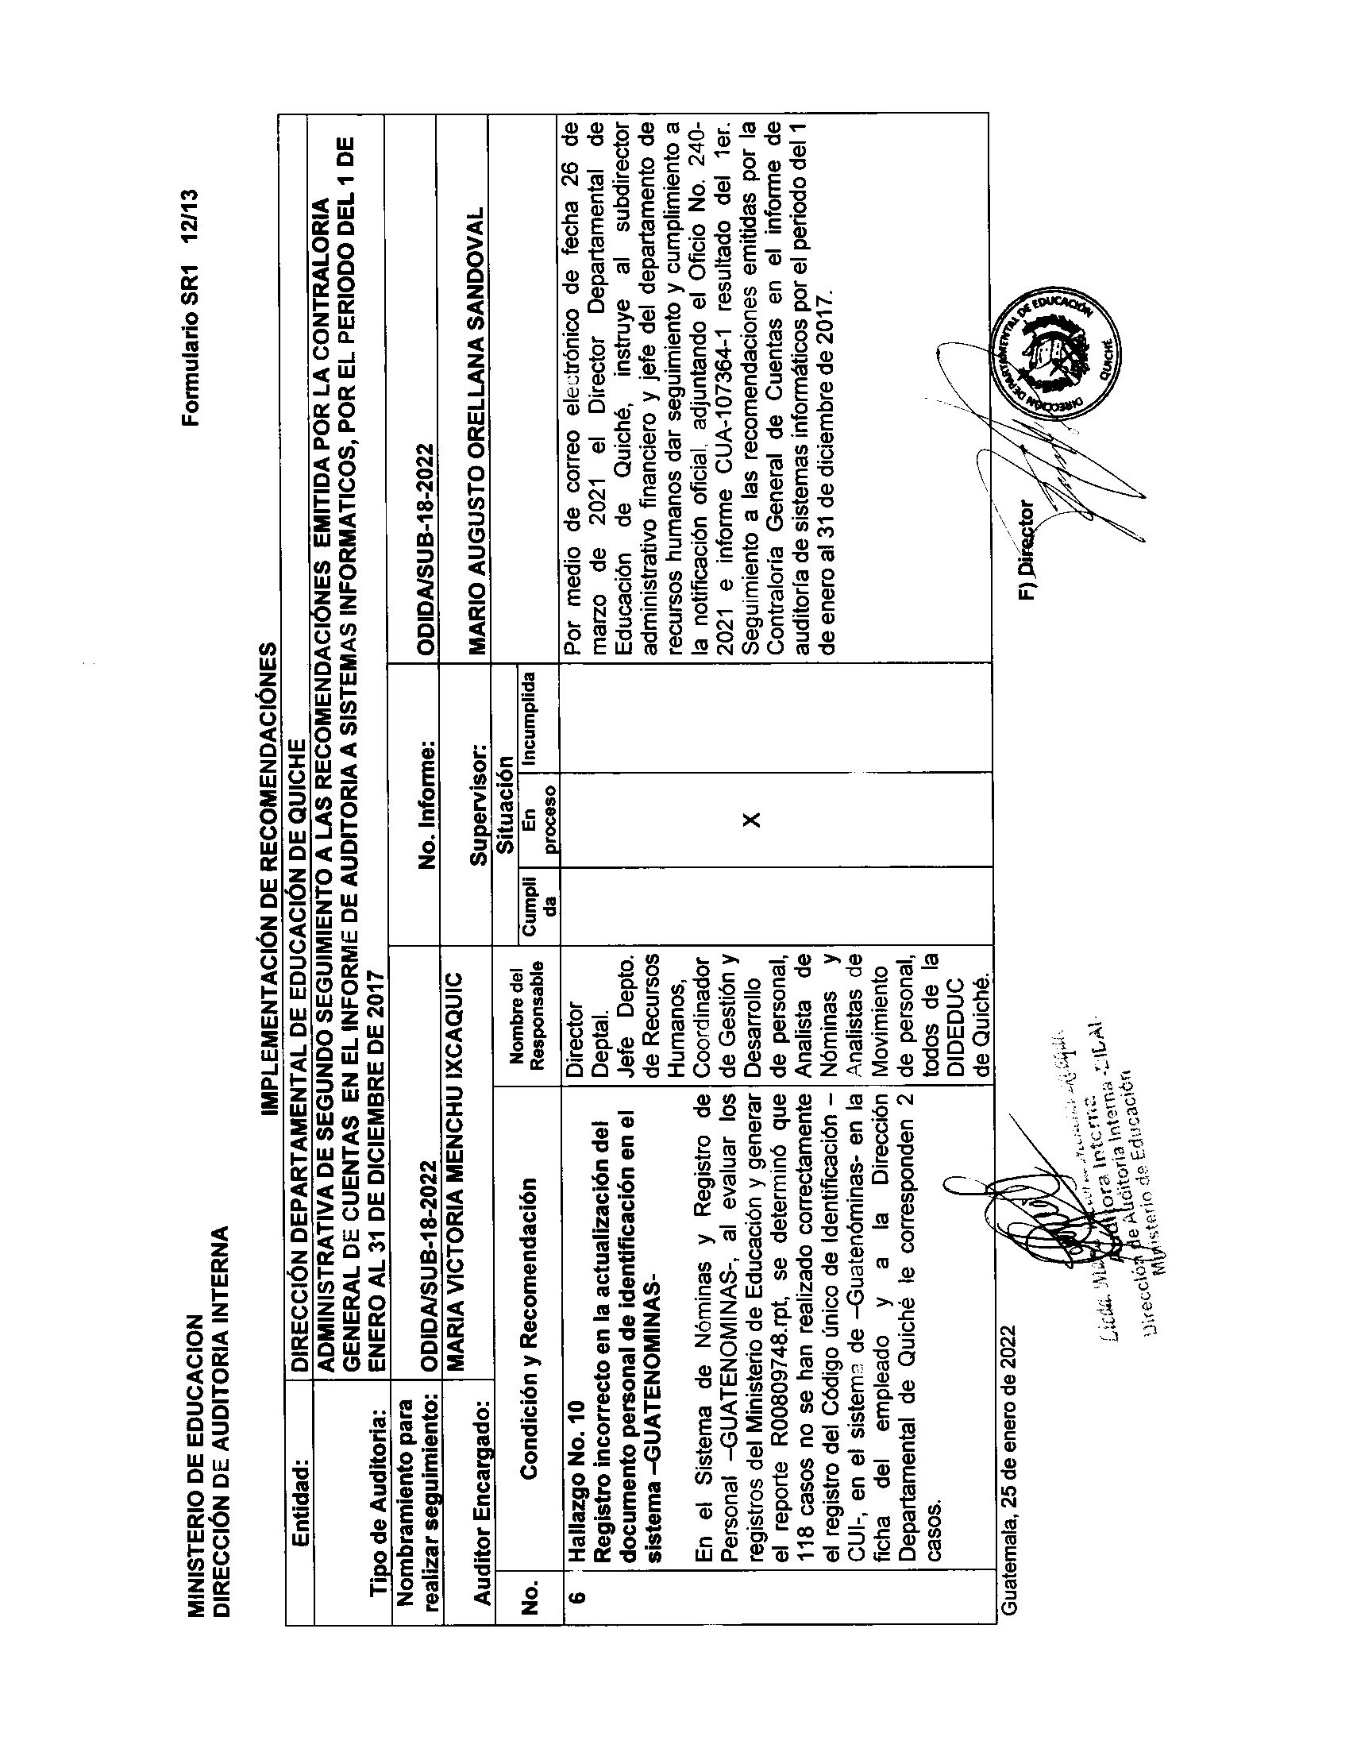 MINISTERIO DE EDUCACION
DIRECCIÓN DE AUDITORIA INTERNA
Formulario SR1 12/13
IMPLEMENTACIÓN DE RECOMENDACIÓNES
Entidad:
DIRECCIÓN DEPARTAMENTAL DE EDUCACIÓN DE QUICHE
Tipo de Auditoria:
ADMINISTRATIVA DE SEGUNDO SEGUIMIENTO A LAS RECOMENDACIÓNES EMITIDA POR LA CONTRALORIA
GENERAL DE CUENTAS EN EL INFORME DE AUDITORIA A SISTEMAS INFORMATICOS, POR EL PERIODO DEL 1 DE
ENERO AL 31 DE DICIEMBRE DE 2017
Nombramiento para
realizar seguimiento:
ODIDA/SUB-18-2022
No. Informe:
ODIDA/SUB-18-2022
Auditor Encargado:
MARIA VICTORIA MENCHU IXCAQUIC
Supervisor:
MARIO AUGUSTO ORELLANA SANDOVAL
No.
Condición y Recomendación
Nombre del
Responsable
Situación
Cumpli
da
En
proceso
Incumplida
6
Hallazgo No. 10
Registro incorrecto en la actualización del
documento personal de identificación en el
sistema –GUATENOMINAS-
En el Sistema de Nóminas y Registro de
Personal –GUATENOMINAS-, al evaluar los
registros del Ministerio de Educación y generar
el reporte R00809748.rpt, se determinó que
118 casos no se han realizado correctamente
el registro del Código único de Identificación –
CUI-, en el sistema de –Guatenóminas- en la
ficha del empleado y a la Dirección
Departamental de Quiché le corresponden 2
casos.
Director
Deptal.
Jefe Depto.
de Recursos
Humanos,
Coordinador
de Gestión y
Desarrollo
de personal,
Analista de
Nóminas y
Analistas de
Movimiento
de personal,
todos de la
DIDEDUC
de Quiché.
X
Por medio de correo electrónico de fecha 26 de
marzo de 2021 el Director Departamental de
Educación de Quiché, instruye al subdirector
administrativo financiero y jefe del departamento de
recursos humanos dar seguimiento y cumplimiento a
la notificación oficial, adjuntando el Oficio No. 240-
2021 e informe CUA-107364-1 resultado del 1er.
Seguimiento a las recomendaciones emitidas por la
Contraloría General de Cuentas en el informe de
auditoría de sistemas informáticos por el periodo del 1
de enero al 31 de diciembre de 2017.
Guatemala, 25 de enero de 2022
Licda.
Auditora Interna
Dirección de Auditoría Interna -DIDAI-
Ministerio de Educación
F) Director
DIRECCIÓN DEPARTAMENTAL DE EDUCACIÓN
QUICHÉ